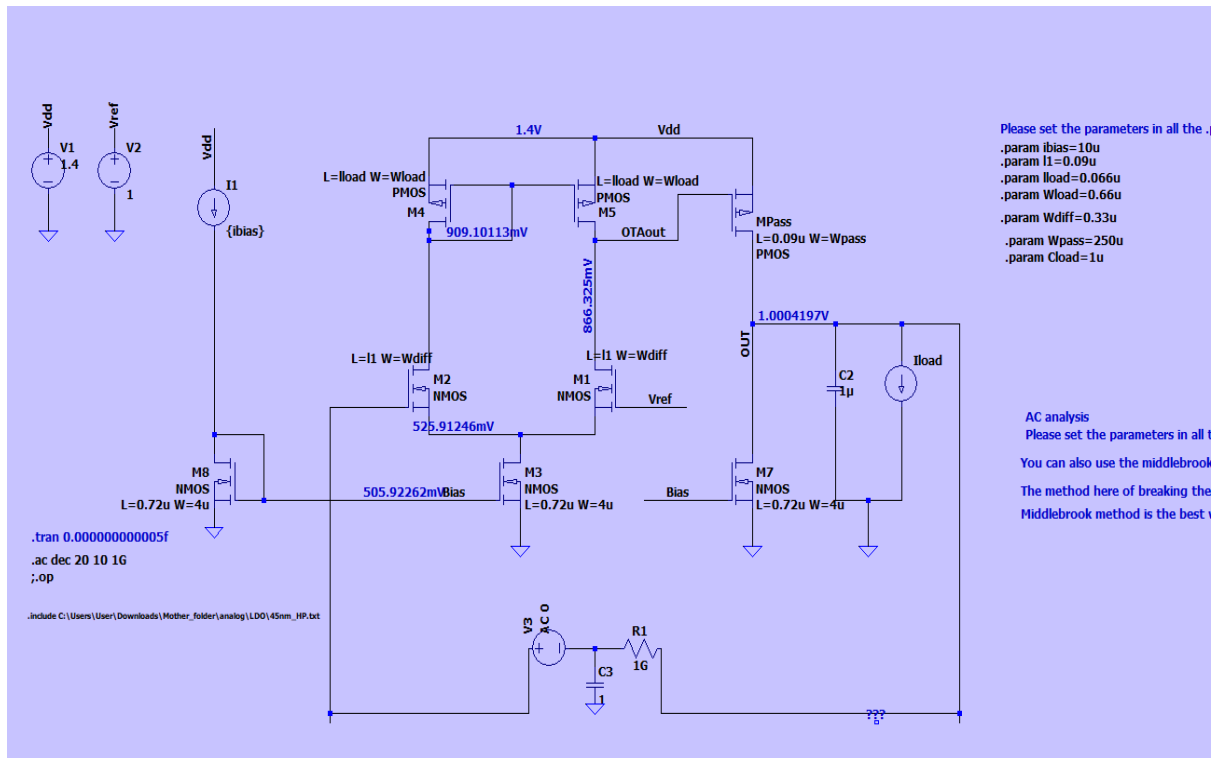 Vdd
V1
1.4
Vref
V2
1
Vdd
I1
{ibias}
1.4V
Vdd
L=lload W=Wload
PMOS
M4
L=lload W=Wload
PMOS
M5
909.10113mV
OTAout
MPass
L=0.09u W=Wpass
PMOS
866.325mV
1.0004197V
OUT
C2
1µ
Iload
L=l1 W=Wdiff
M2
NMOS
L=l1 W=Wdiff
M1
NMOS
Vref
525.91246mV
M8
NMOS
L=0.72u W=4u
505.92262mV
Bias
M3
NMOS
L=0.72u W=4u
Bias
M7
NMOS
L=0.72u W=4u
.tran 0.000000000005f
.ac dec 20 10 1G
;.op
.include C:\Users\User\Downloads\Mother_folder\analog\LDO\45nm_HP.txt
V3
AC 0
C3
1
R1
1G
???
Please set the parameters in all the .
.param ibias=10u
.param l1=0.09u
.param lload=0.066u
.param Wload=0.66u
.param Wdiff=0.33u
.param Wpass=250u
.param Cload=1u
AC analysis
Please set the parameters in all
You can also use the middlebrook
The method here of breaking the
Middlebrook method is the best